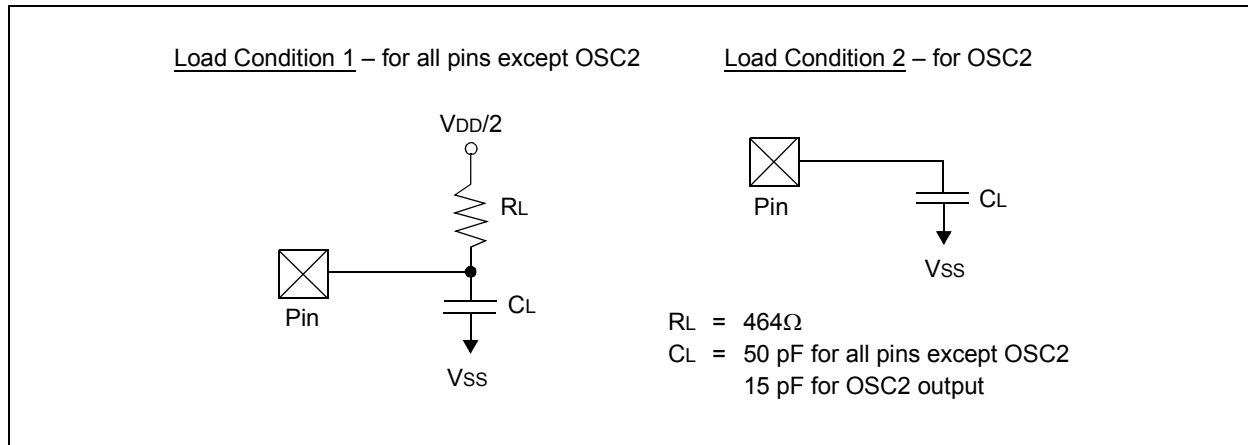 Load Condition 1 – for all pins except OSC2
VDD/2
RL
Pin
CL
VSS
Load Condition 2 – for OSC2
Pin
CL
VSS
RL = 464Ω
CL = 50 pF for all pins except OSC2
15 pF for OSC2 output